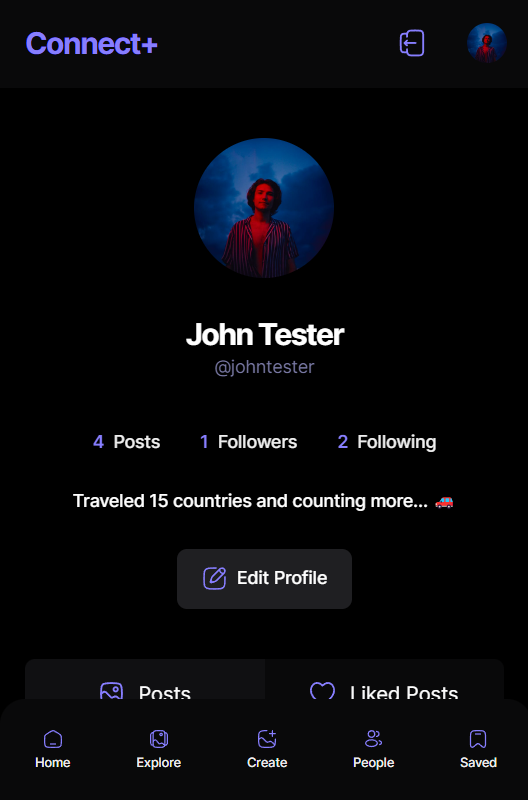 Connect+
John Tester
@johntester
4 Posts 1 Followers 2 Following
Traveled 15 countries and counting more... 🚗
Edit Profile
Posts Liked Posts
Home Explore Create People Saved